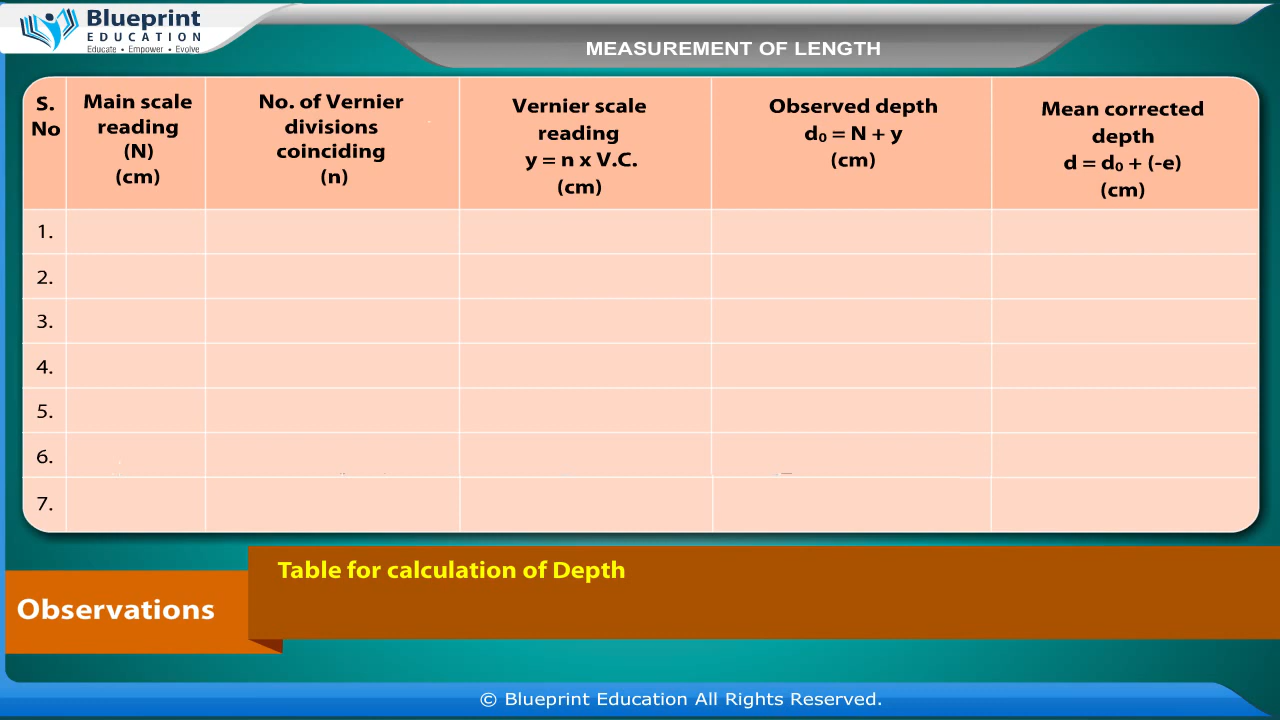 Blueprint
EDUCATION
Educate • Empower • Evolve
MEASUREMENT OF LENGTH
S.
No
Main scale
reading
(N)
(cm)
No. of Vernier
divisions
coinciding
(n)
Vernier scale
reading
y = n x V.C.
(cm)
Observed depth
d₀ = N + y
(cm)
Mean corrected
depth
d = d₀ + (-e)
(cm)
1.
2.
3.
4.
5.
6.
7.
Table for calculation of Depth
Observations
© Blueprint Education All Rights Reserved.